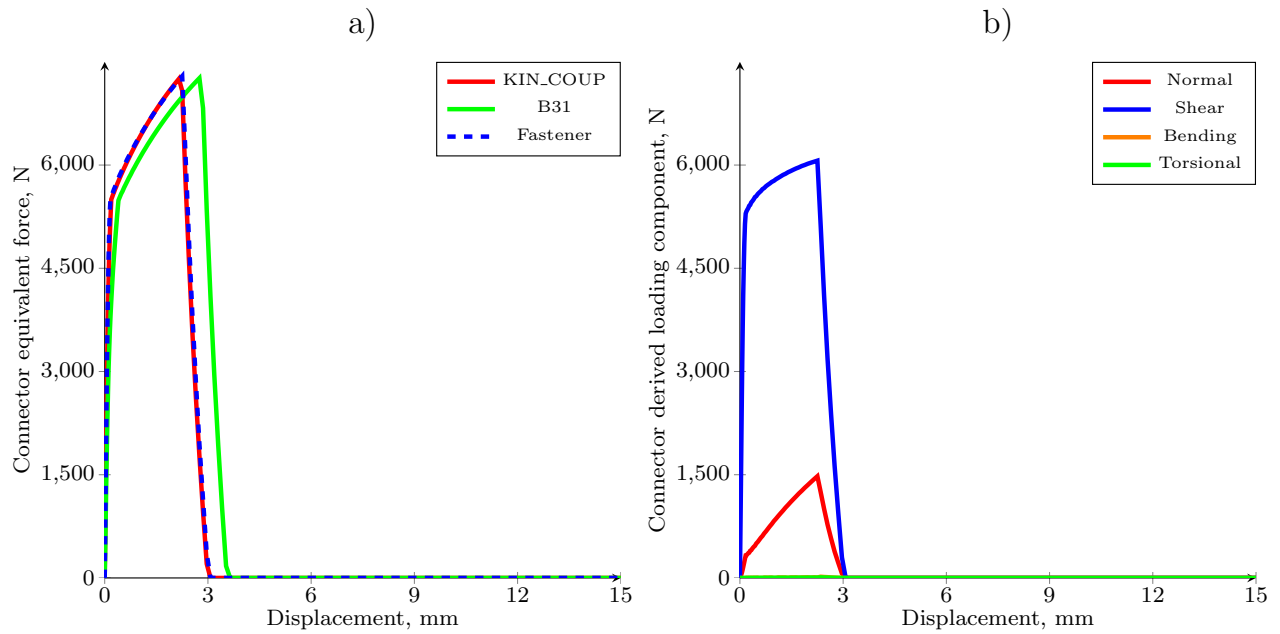 a)
Connector equivalent force, N
6,000
4,500
3,000
1,500
0
KIN_COUP
B31
Fastener
0 3 6 9 12 15
Displacement, mm
b)
Connector derived loading component, N
6,000
4,500
3,000
1,500
0
Normal
Shear
Bending
Torsional
0 3 6 9 12 15
Displacement, mm